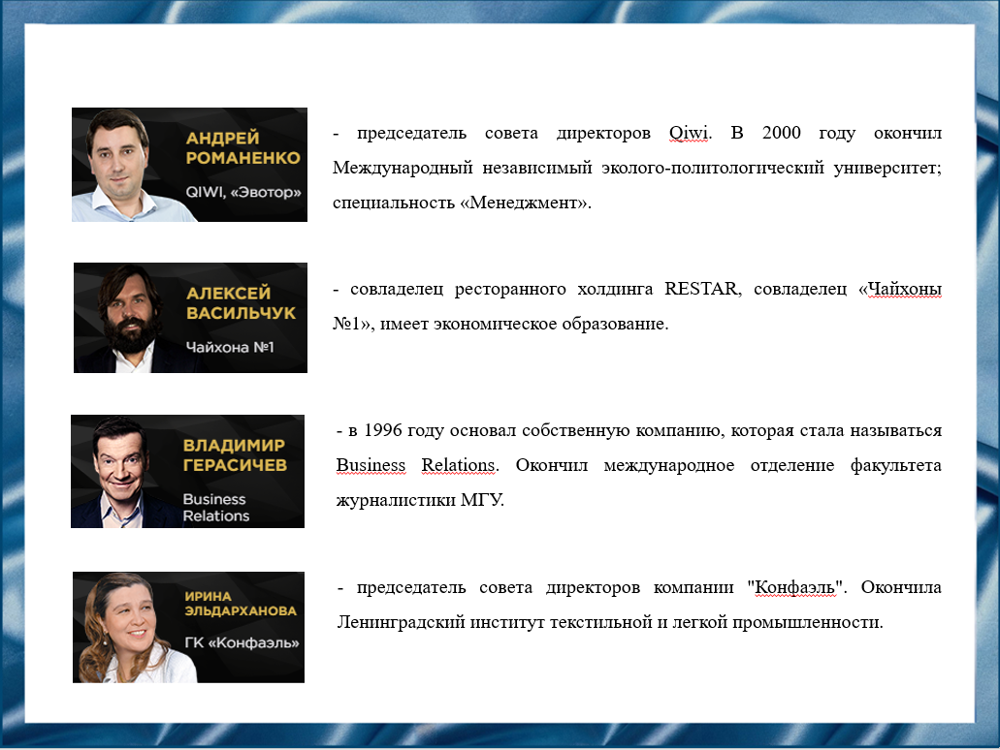 АНДРЕЙ
РОМАНЕНКО
QIWI, «Эвотор»
- председатель совета директоров Qiwi. В 2000 году окончил
Международный независимый эколого-политологический университет;
специальность «Менеджмент».
АЛЕКСЕЙ
ВАСИЛЬЧУК
Чайхона №1
- совладелец ресторанного холдинга RESTAR, совладелец «Чайхоны
№1», имеет экономическое образование.
ВЛАДИМИР
ГЕРАСИЧЕВ
Business
Relations
- в 1996 году основал собственную компанию, которая стала называться
Business Relations. Окончил международное отделение факультета
журналистики МГУ.
ИРИНА
ЭЛЬДАРХАНОВА
ГК «Конфаэль»
- председатель совета директоров компании "Конфаэль". Окончила
Ленинградский институт текстильной и легкой промышленности.